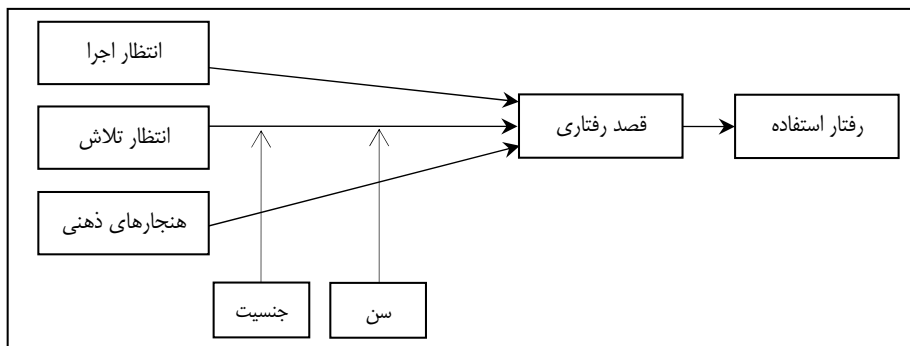 انتظار اجرا
انتظار تلاش
هنجارهای ذهنی
قصد رفتاری
رفتار استفاده
جنسیت
سن